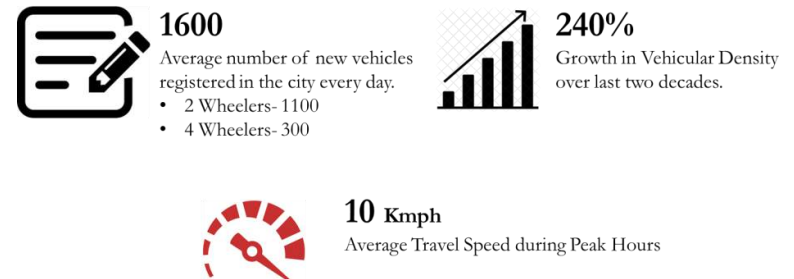 1600
Average number of new vehicles
registered in the city every day.
• 2 Wheelers- 1100
• 4 Wheelers- 300
240%
Growth in Vehicular Density
over last two decades.
10 Kmph
Average Travel Speed during Peak Hours